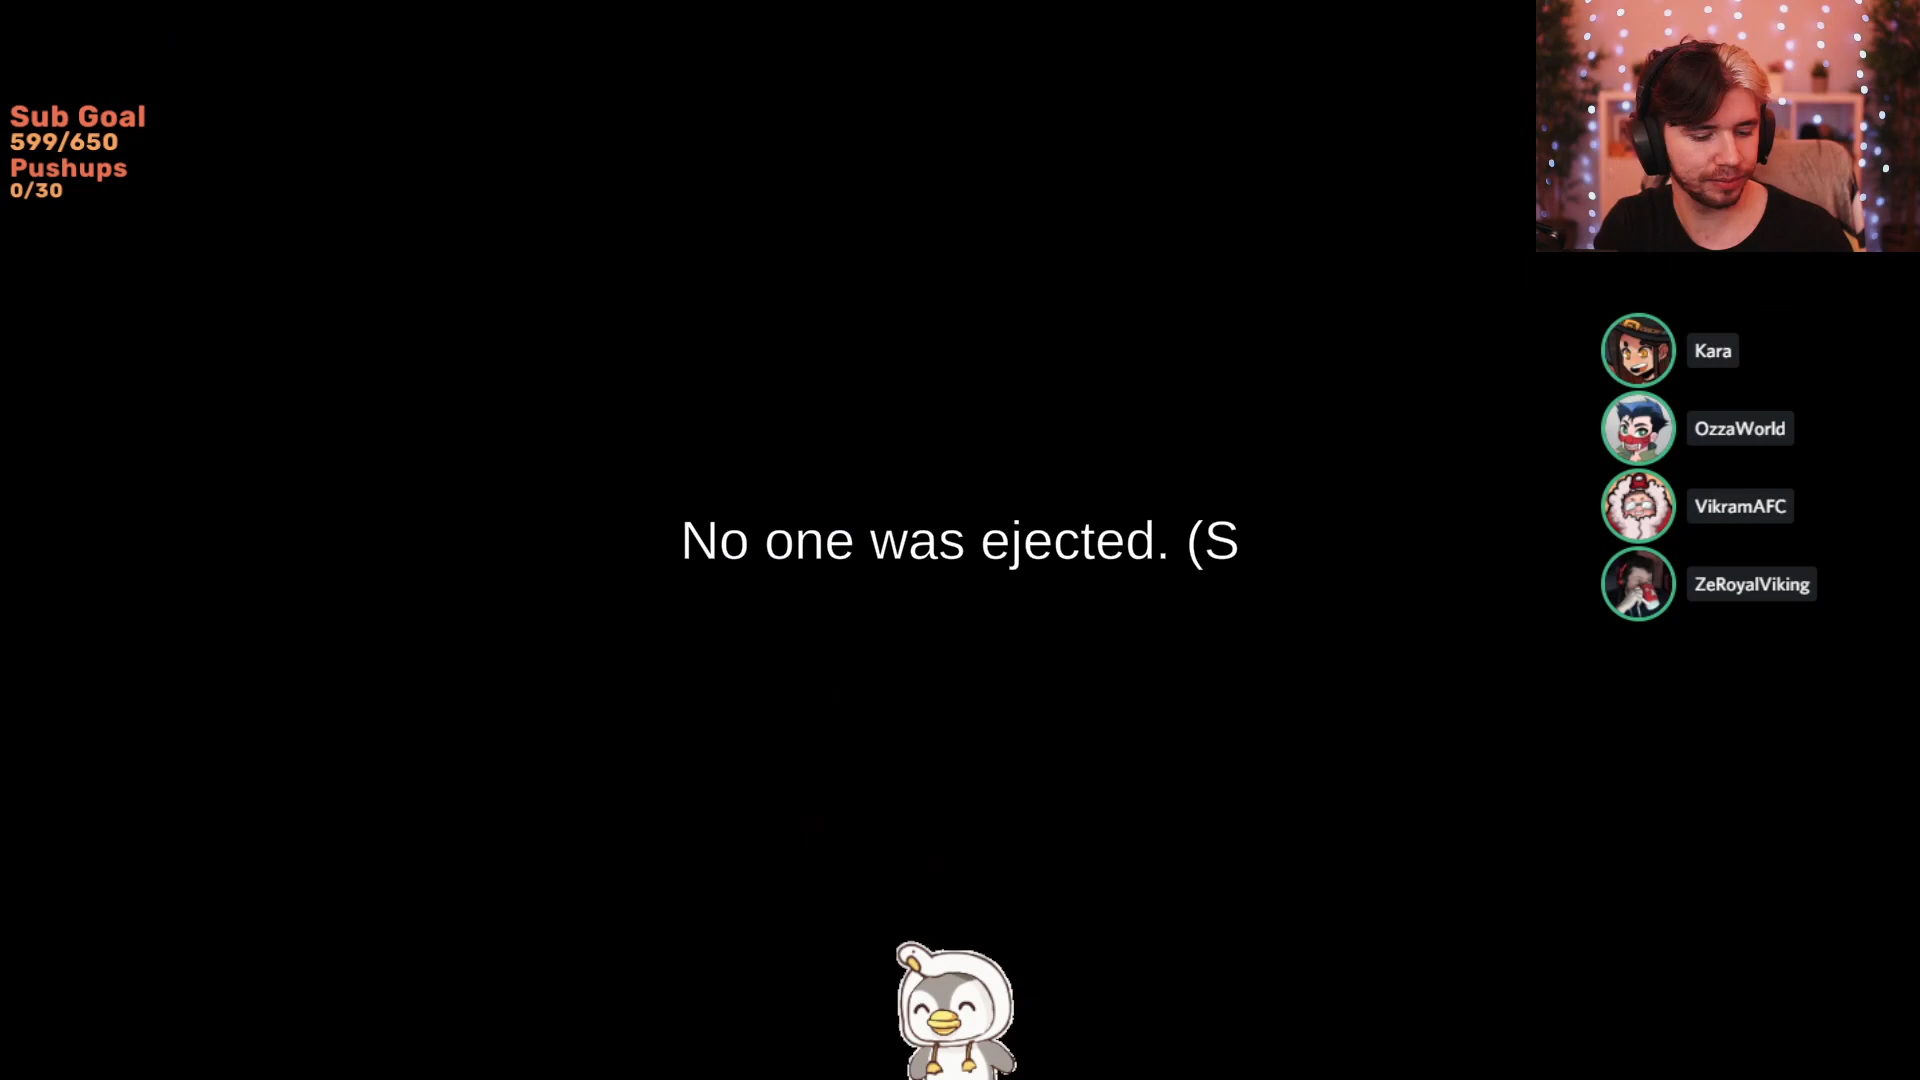 Sub Goal
599/650
Pushups
0/30
No one was ejected. (S
Kara
OzzaWorld
VikramAFC
ZeRoyalViking